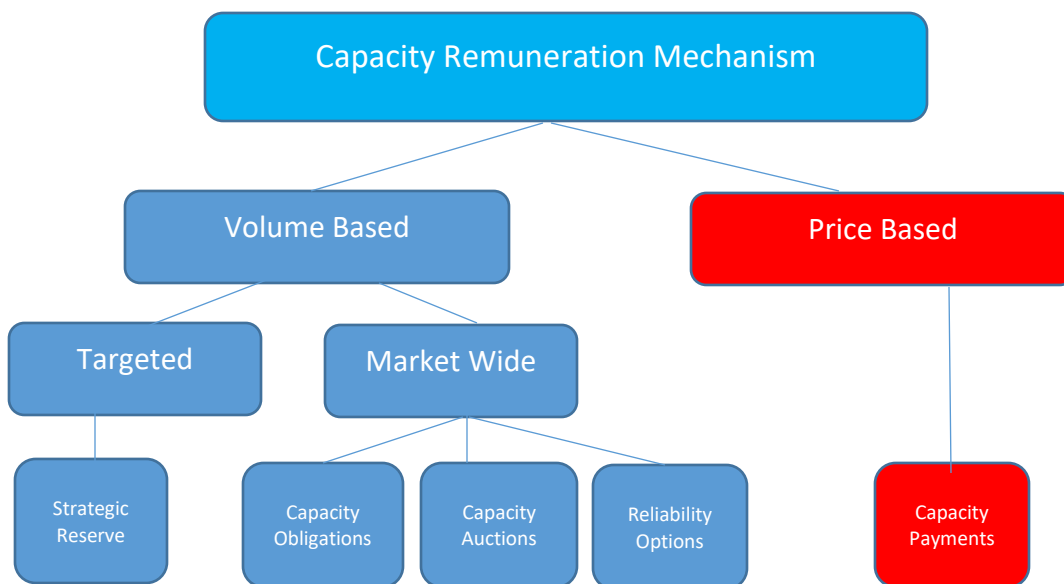 Capacity Remuneration Mechanism
Volume Based
Price Based
Targeted
Market Wide
Strategic
Reserve
Capacity
Obligations
Capacity
Auctions
Reliability
Options
Capacity
Payments